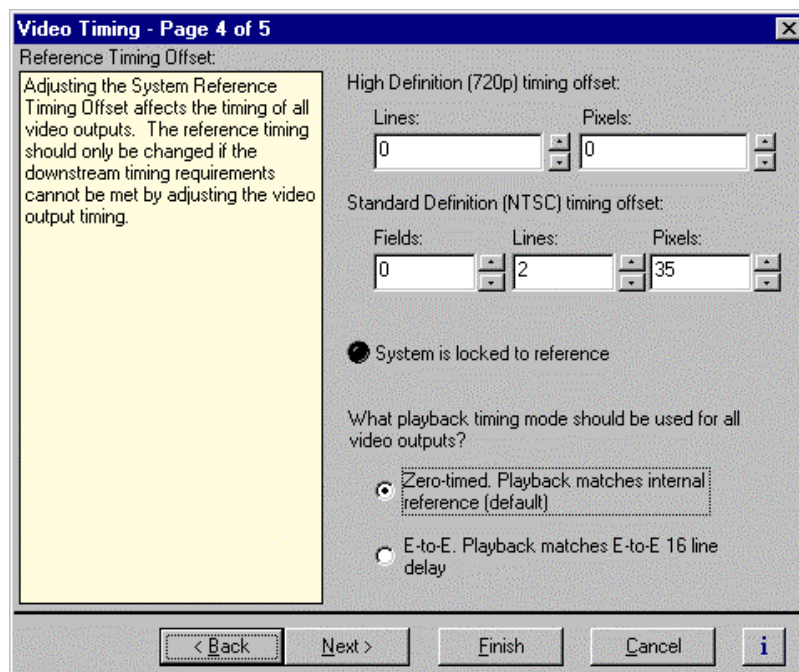 Video Timing - Page 4 of 5
Reference Timing Offset:
Adjusting the System Reference
Timing Offset affects the timing of all
video outputs.  The reference timing
should only be changed if the
downstream timing requirements
cannot be met by adjusting the video
output timing.
High Definition (720p) timing offset:
Lines: Pixels:
0 0
Standard Definition (NTSC) timing offset:
Fields: Lines: Pixels:
0 2 35
System is locked to reference
What playback timing mode should be used for all
video outputs?
Zero-timed. Playback matches internal
reference (default)
E-to-E. Playback matches E-to-E 16 line
delay
< Back Next > Finish Cancel i